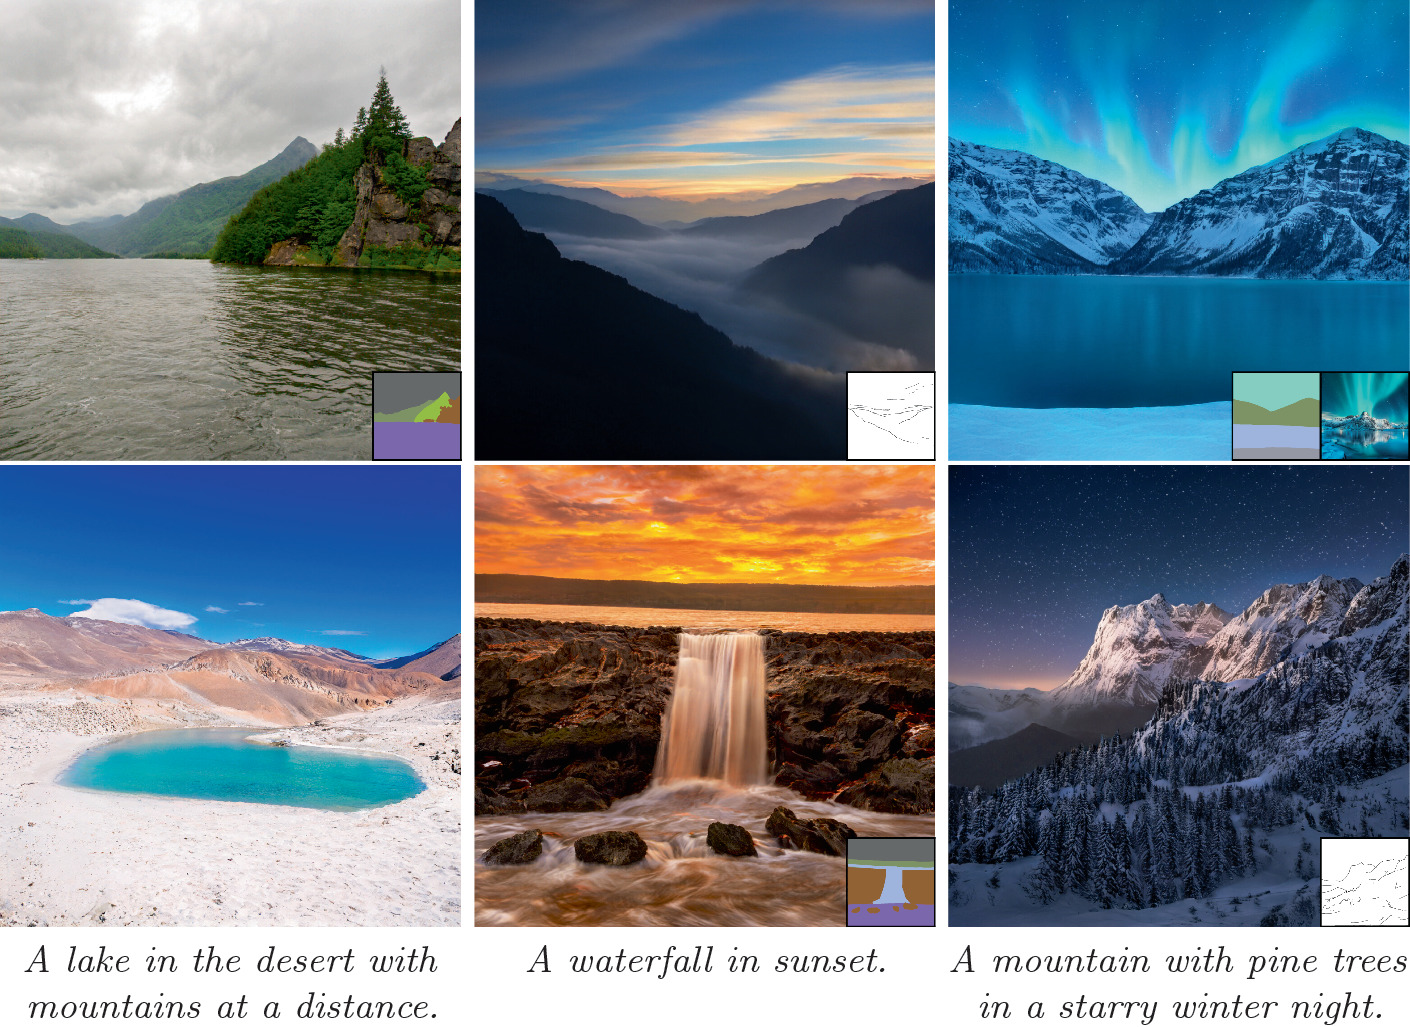 A lake in the desert with
mountains at a distance.
A waterfall in sunset.
A mountain with pine trees
in a starry winter night.